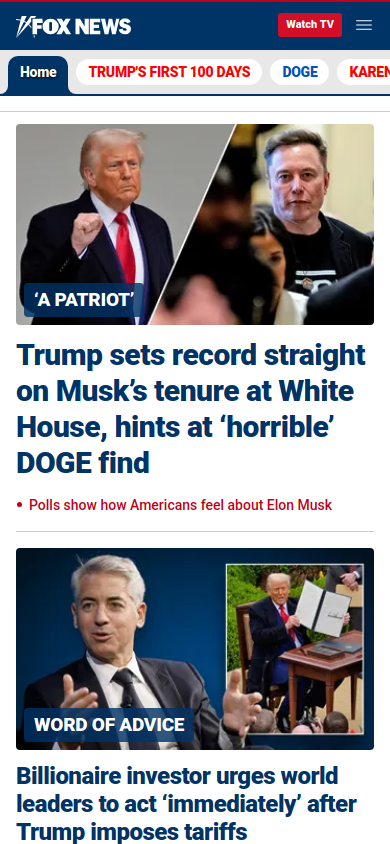 FOX NEWS
Watch TV
Home
TRUMP'S FIRST 100 DAYS
DOGE
KAREN
‘A PATRIOT’
Trump sets record straight
on Musk’s tenure at White
House, hints at ‘horrible’
DOGE find
• Polls show how Americans feel about Elon Musk
WORD OF ADVICE
Billionaire investor urges world
leaders to act ‘immediately’ after
Trump imposes tariffs